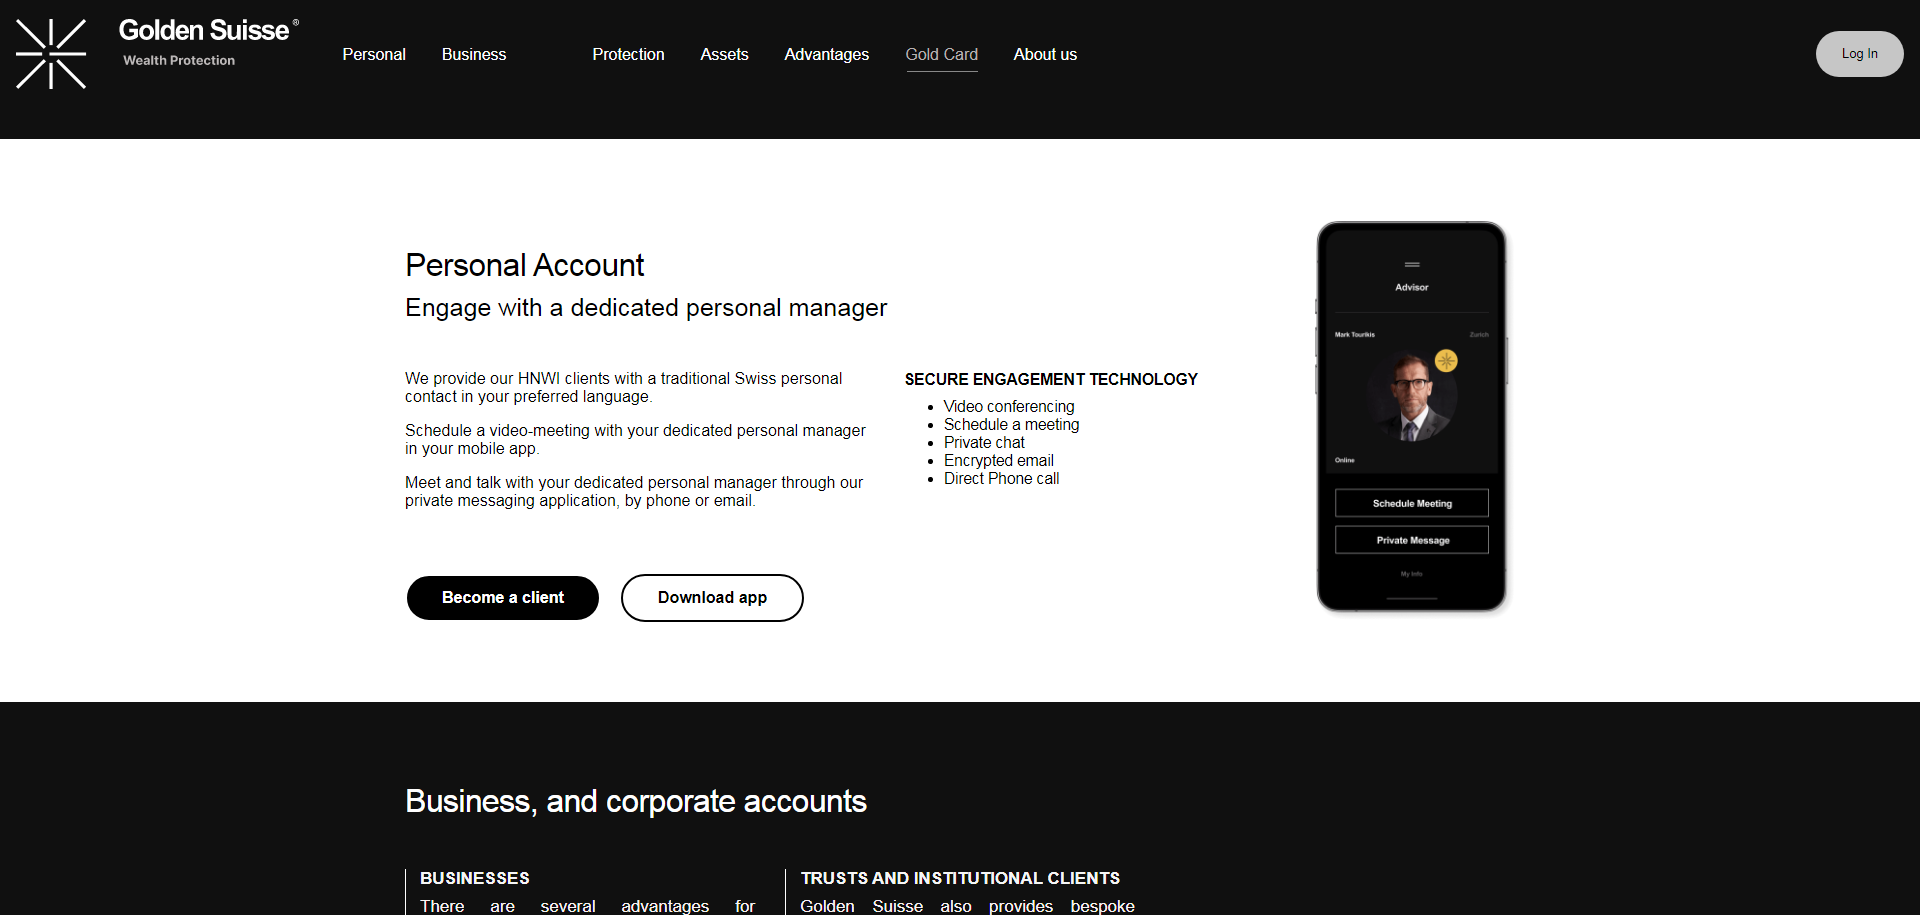 Golden Suisse®
Wealth Protection
Personal
Business
Protection
Assets
Advantages
Gold Card
About us
Log In
Personal Account
Engage with a dedicated personal manager
We provide our HNWI clients with a traditional Swiss personal
contact in your preferred language.
Schedule a video-meeting with your dedicated personal manager
in your mobile app.
Meet and talk with your dedicated personal manager through our
private messaging application, by phone or email.
SECURE ENGAGEMENT TECHNOLOGY
• Video conferencing
• Schedule a meeting
• Private chat
• Encrypted email
• Direct Phone call
Become a client
Download app
Advisor
Mark Tourikis
Zurich
Online
Schedule Meeting
Private Message
My Info
Business, and corporate accounts
BUSINESSES
There are several advantages for
TRUSTS AND INSTITUTIONAL CLIENTS
Golden Suisse also provides bespoke